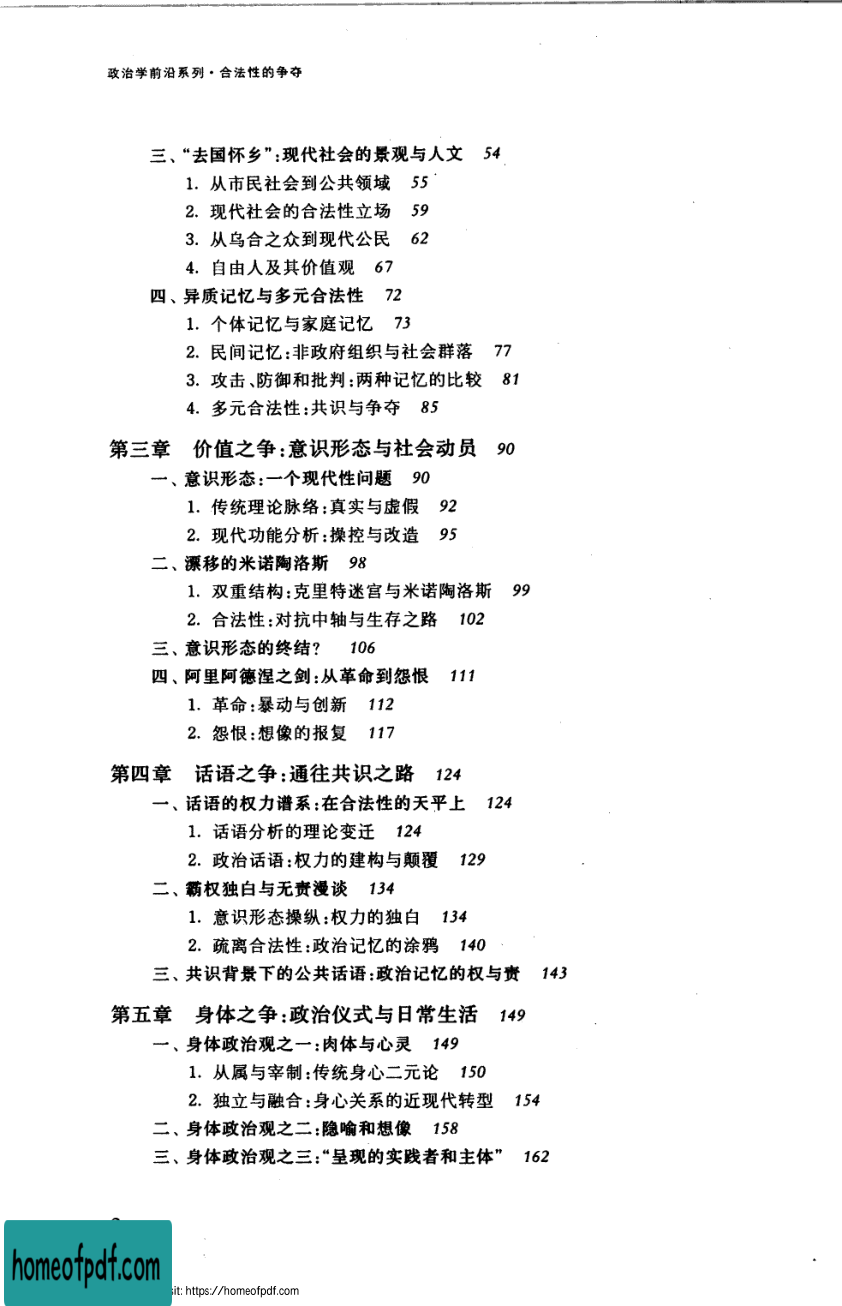 政治学前沿系列·合法性的争夺
三、“去国怀乡”:现代社会的景观与人文 54
1. 从市民社会到公共领域 55
2. 现代社会的合法性立场 59
3. 从乌合之众到现代公民 62
4. 自由人及其价值观 67
四、异质记忆与多元合法性 72
1. 个体记忆与家庭记忆 73
2. 民间记忆:非政府组织与社会群落 77
3. 攻击、防御和批判:两种记忆的比较 81
4. 多元合法性:共识与争夺 85
第三章 价值之争:意识形态与社会动员 90
一、意识形态:一个现代性问题 90
1. 传统理论脉络:真实与虚假 92
2. 现代功能分析:操控与改造 95
二、漂移的米诺陶洛斯 98
1. 双重结构:克里特迷宫与米诺陶洛斯 99
2. 合法性:对抗中轴与生存之路 102
三、意识形态的终结? 106
四、阿里阿德涅之剑:从革命到怨恨 111
1. 革命:暴动与创新 112
2. 怨恨:想像的报复 117
第四章 话语之争:通往共识之路 124
一、话语的权力谱系:在合法性的天平上 124
1. 话语分析的理论变迁 124
2. 政治话语:权力的建构与颠覆 129
二、霸权独白与无责漫谈 134
1. 意识形态操纵:权力的独白 134
2. 疏离合法性:政治记忆的涂鸦 140
三、共识背景下的公共话语:政治记忆的权与责 143
第五章 身体之争:政治仪式与日常生活 149
一、身体政治观之一:肉体与心灵 149
1. 从属与宰制:传统身心二元论 150
2. 独立与融合:身心关系的近现代转型 154
二、身体政治观之二:隐喻和想像 158
三、身体政治观之三:“呈现的实践者和主体” 162
homeofpdf.com
sit: https://homeofpdf.com